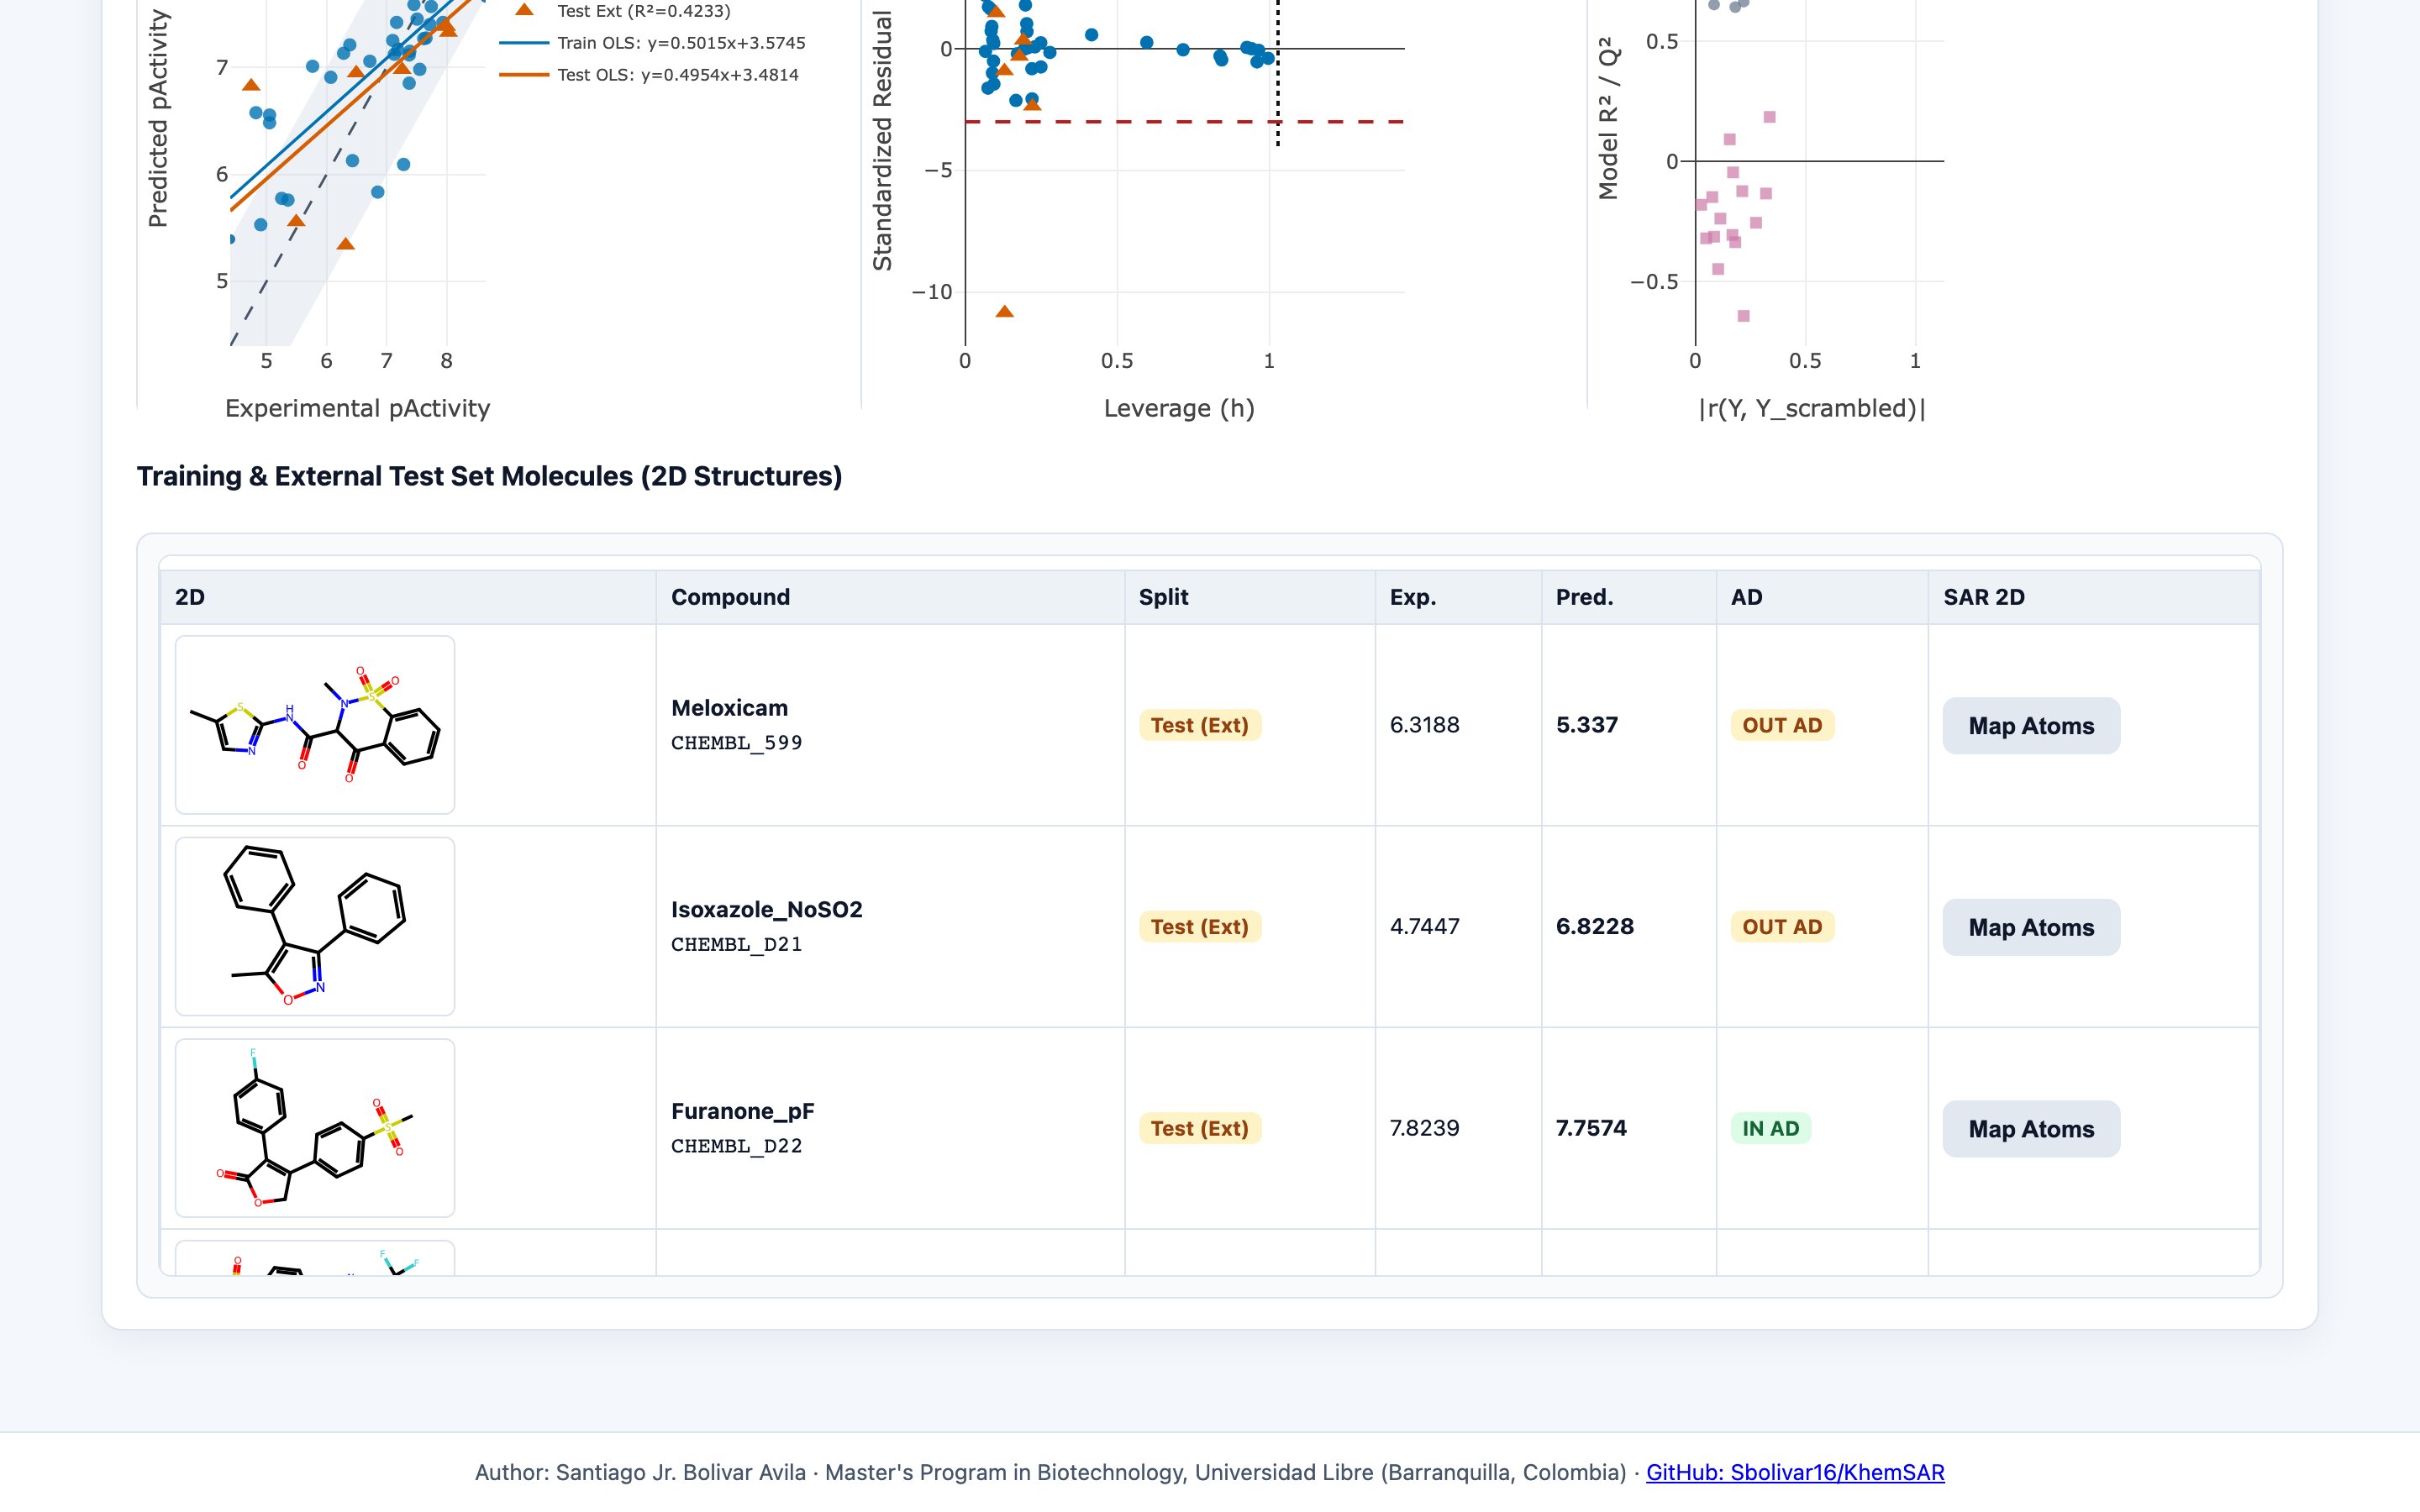 Test Ext (R²=0.4233)
Train OLS: y=0.5015x+3.5745
Test OLS: y=0.4954x+3.4814
Predicted pActivity
7
6
5
5 6 7 8
Experimental pActivity
Standardized Residual
0
−5
−10
0 0.5 1
Leverage (h)
Model R² / Q²
0.5
0
−0.5
0 0.5 1
|r(Y, Y_scrambled)|
Training & External Test Set Molecules (2D Structures)
2D Compound Split Exp. Pred. AD SAR 2D
S N H N O O N S O O
Meloxicam
CHEMBL_599
Test (Ext) 6.3188 5.337 OUT AD Map Atoms
O N
Isoxazole_NoSO2
CHEMBL_D21
Test (Ext) 4.7447 6.8228 OUT AD Map Atoms
F O O S O O
Furanone_pF
CHEMBL_D22
Test (Ext) 7.8239 7.7574 IN AD Map Atoms
O F F
Author: Santiago Jr. Bolivar Avila · Master's Program in Biotechnology, Universidad Libre (Barranquilla, Colombia) · GitHub: Sbolivar16/KhemSAR